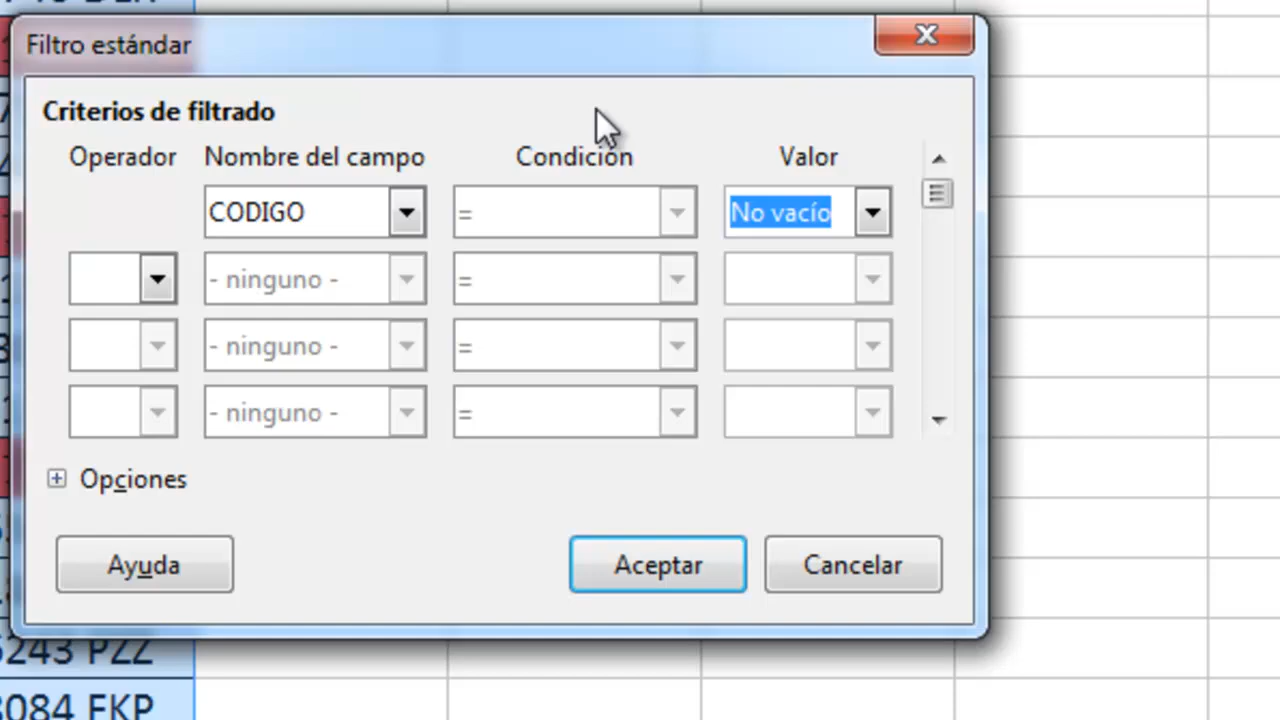 Filtro estándar
Criterios de filtrado
Operador Nombre del campo Condición Valor
CODIGO = No vacío
- ninguno - =
- ninguno - =
- ninguno - =
Opciones
Ayuda Aceptar Cancelar
5243 PZZ
8084 FKP